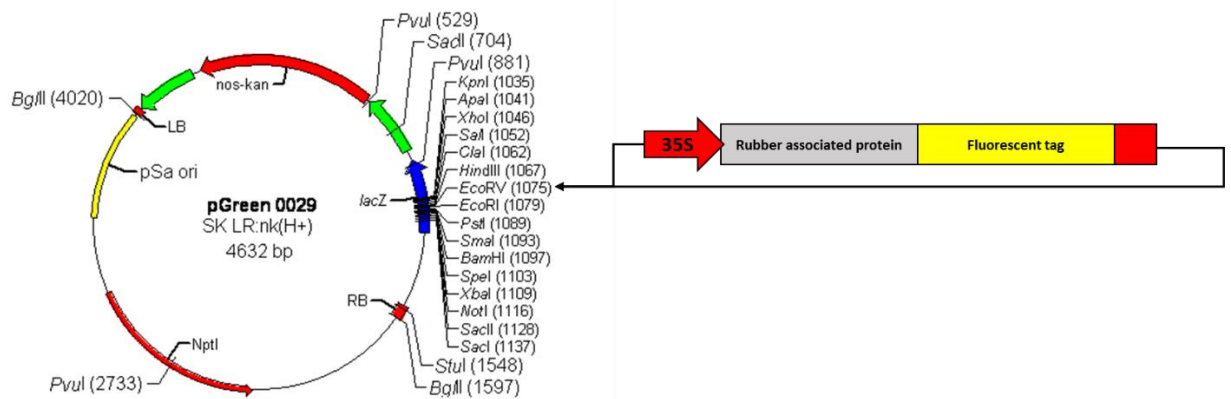 PvuI (529)
SacII (704)
PvuI (881)
KpnI (1035)
ApaI (1041)
XhoI (1046)
SalI (1052)
ClaI (1062)
HindIII (1067)
EcoRV (1075)
EcoRI (1079)
PstI (1089)
SmaI (1093)
BamHI (1097)
SpeI (1103)
XbaI (1109)
NotI (1116)
SacII (1128)
SacI (1137)
StuI (1548)
BglII (1597)
nos-kan
BglII (4020)
LB
pSa ori
lacZ
pGreen 0029
SK LR:nk(H+)
4632 bp
RB
NptI
PvuI (2733)
35S
Rubber associated protein
Fluorescent tag